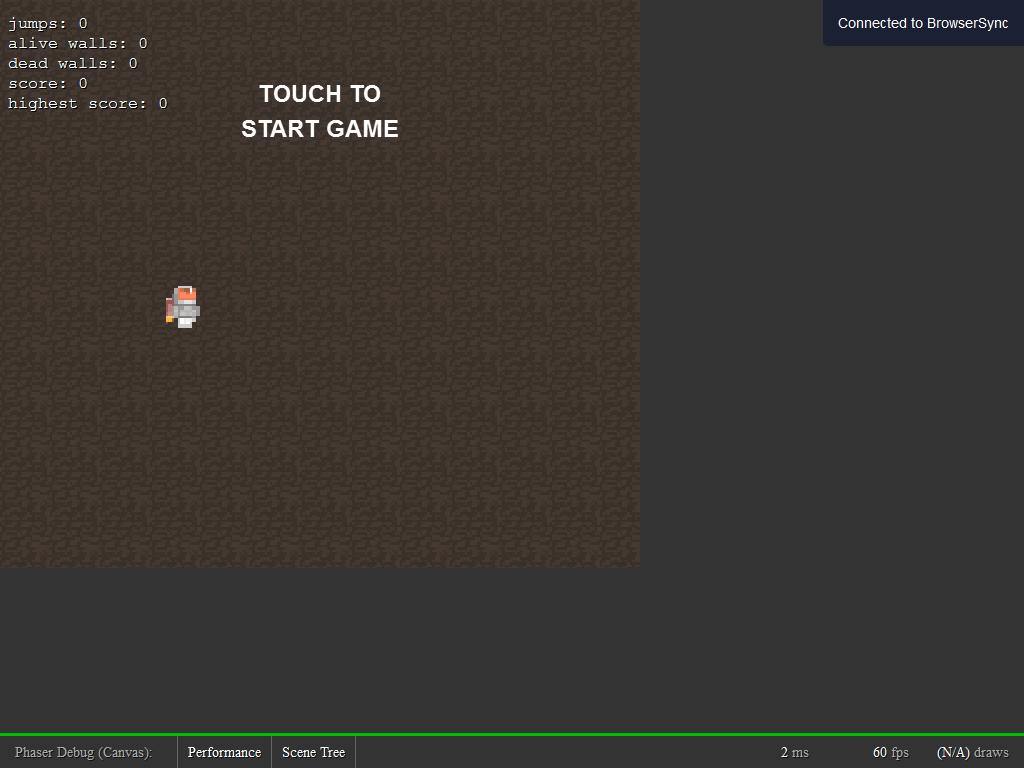 jumps: 0
alive walls: 0
dead walls: 0
score: 0
highest score: 0
TOUCH TO
START GAME
Connected to BrowserSync
Phaser Debug (Canvas): Performance Scene Tree 2 ms 60 fps (N/A) draws